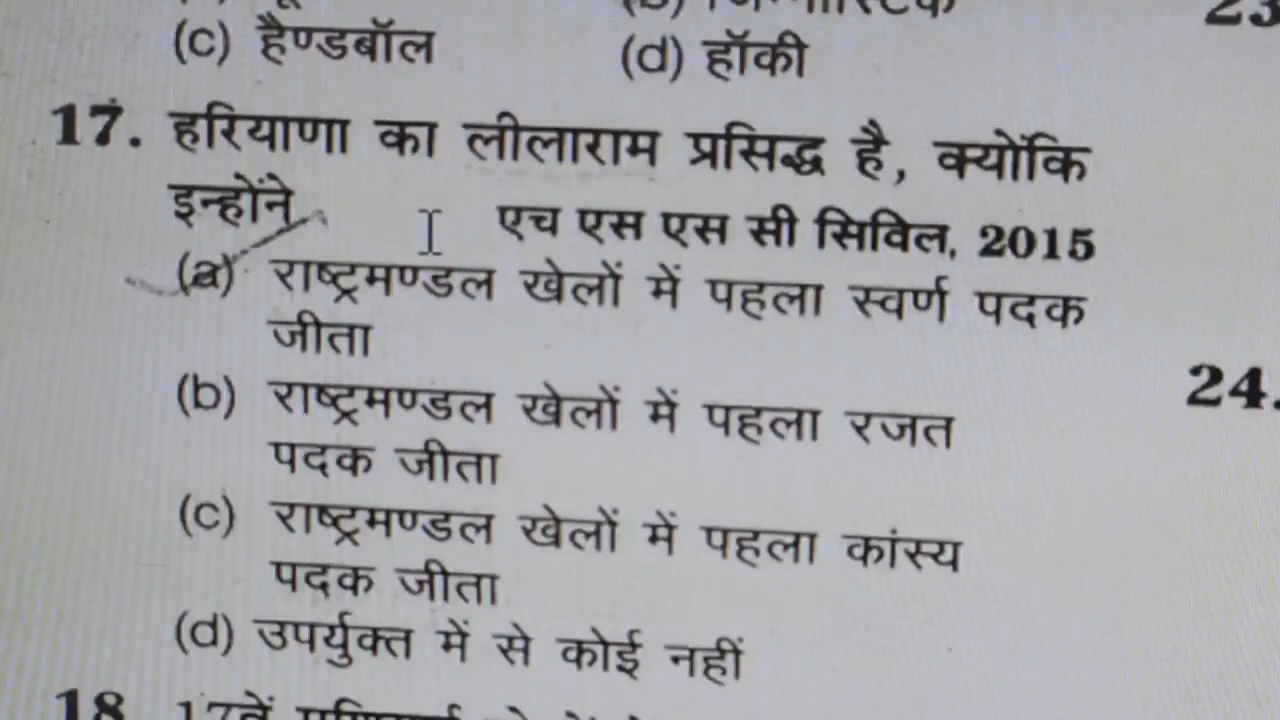 (c) हैण्डबॉल (d) हॉकी
17. हरियाणा का लीलाराम प्रसिद्ध है, क्योंकि
इन्होंने एच एस एस सी सिविल, 2015
(a) राष्ट्रमण्डल खेलों में पहला स्वर्ण पदक
जीता
(b) राष्ट्रमण्डल खेलों में पहला रजत
पदक जीता
24.
(c) राष्ट्रमण्डल खेलों में पहला कांस्य
पदक जीता
(d) उपर्युक्त में से कोई नहीं
18